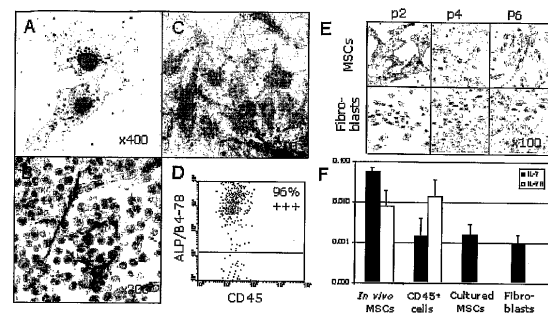 A
x400
C
B
D
96%
+++
ALP/B4-78
CD45
E
p2 p4 P6
MSCs
Fibro-
blasts
x100
F
0.100
0.010
0.001
0.000
IL-7
In vivo
MSCs
CD45+
cells
Cultured
MSCs
Fibro-
blasts